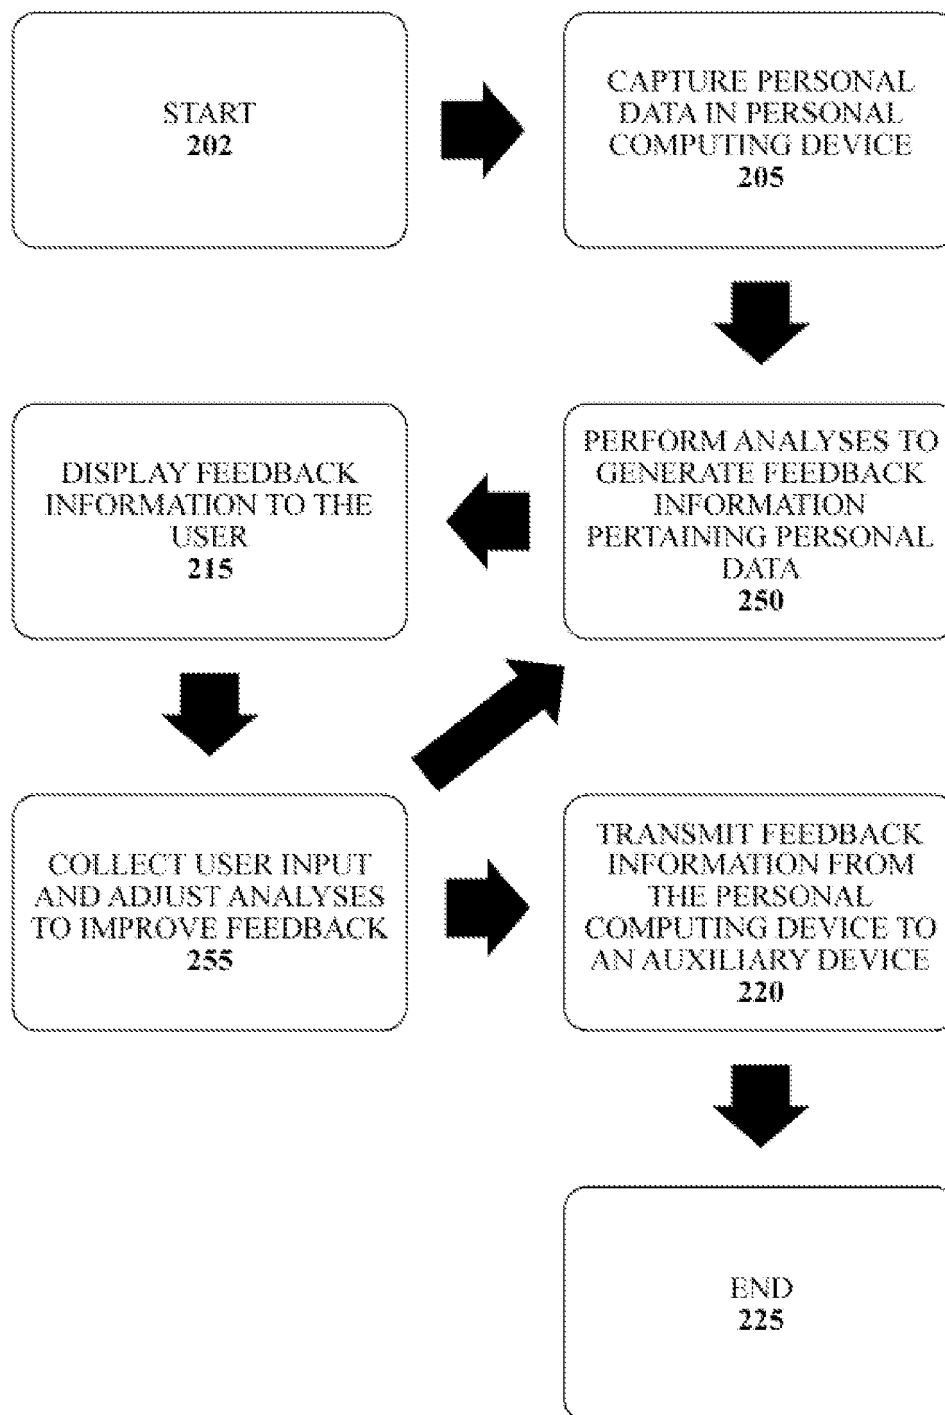 START
202
CAPTURE PERSONAL
DATA IN PERSONAL
COMPUTING DEVICE
205
PERFORM ANALYSES TO
GENERATE FEEDBACK
INFORMATION
PERTAINING PERSONAL
DATA
250
DISPLAY FEEDBACK
INFORMATION TO THE
USER
215
COLLECT USER INPUT
AND ADJUST ANALYSES
TO IMPROVE FEEDBACK
255
TRANSMIT FEEDBACK
INFORMATION FROM
THE PERSONAL
COMPUTING DEVICE TO
AN AUXILIARY DEVICE
220
END
225